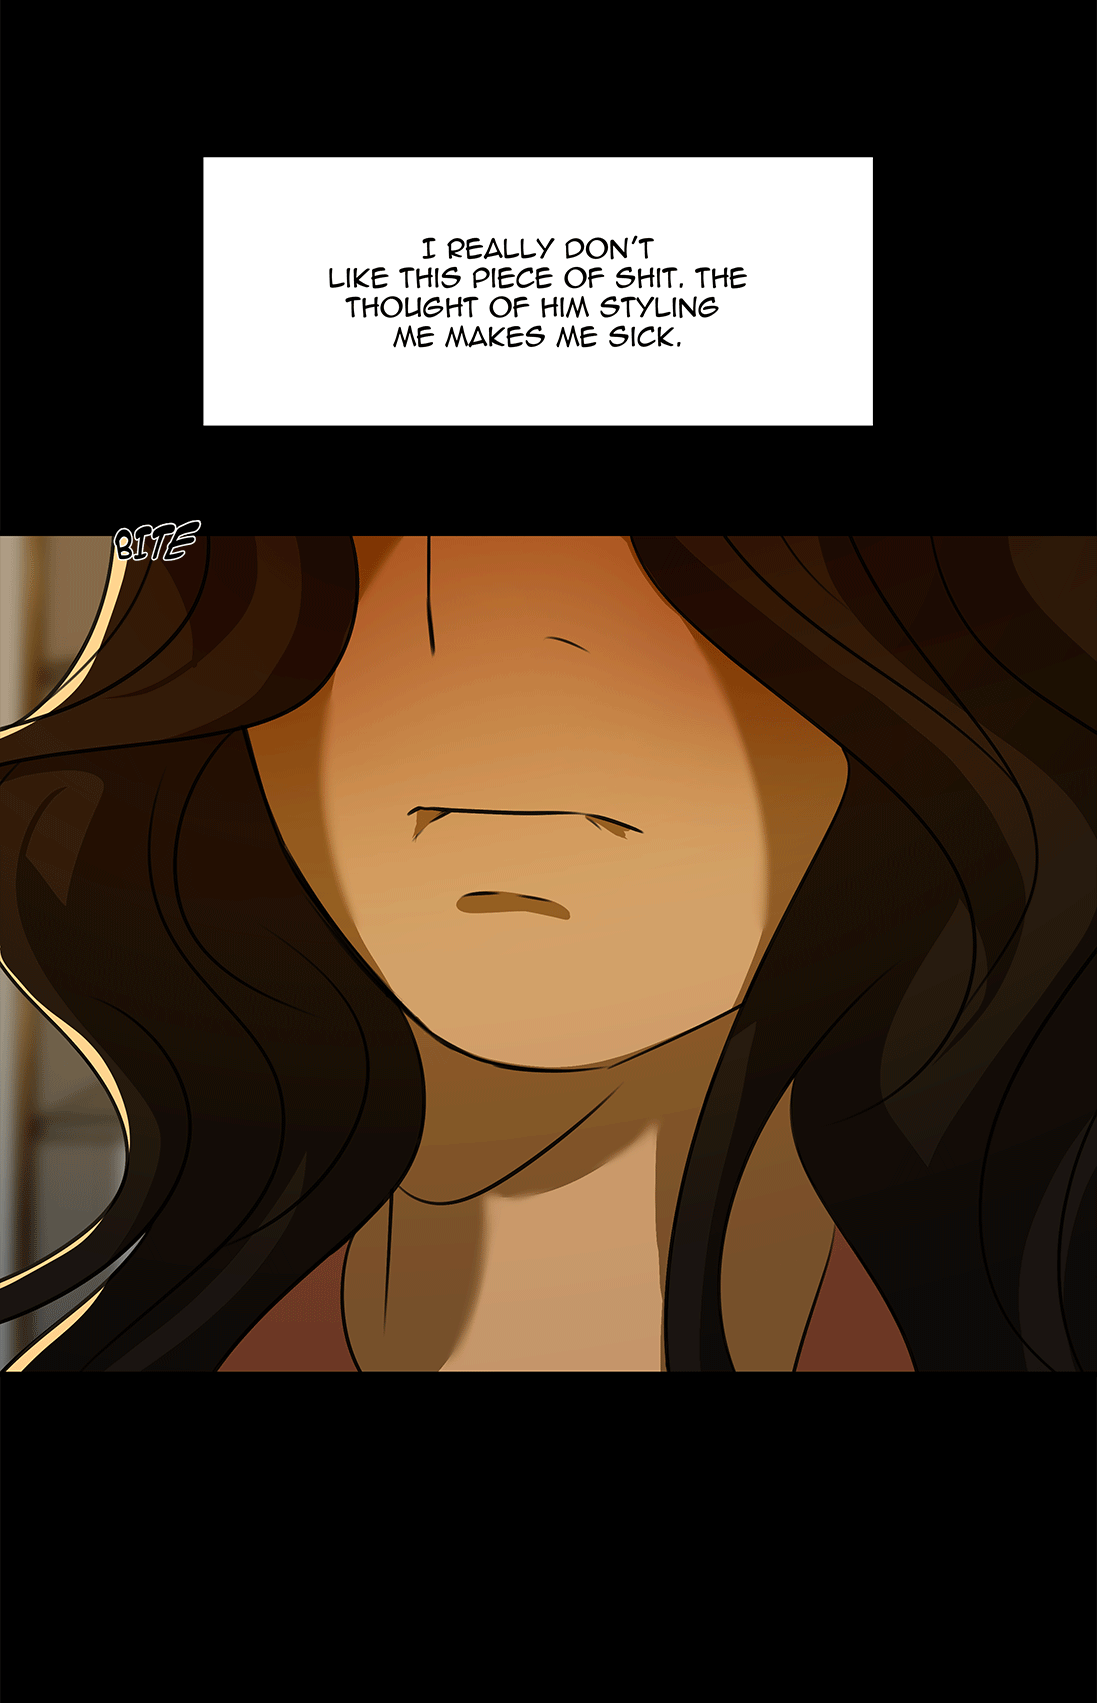 I REALLY DON'T
LIKE THIS PIECE OF SHIT. THE
THOUGHT OF HIM STYLING
ME MAKES ME SICK.
BITE